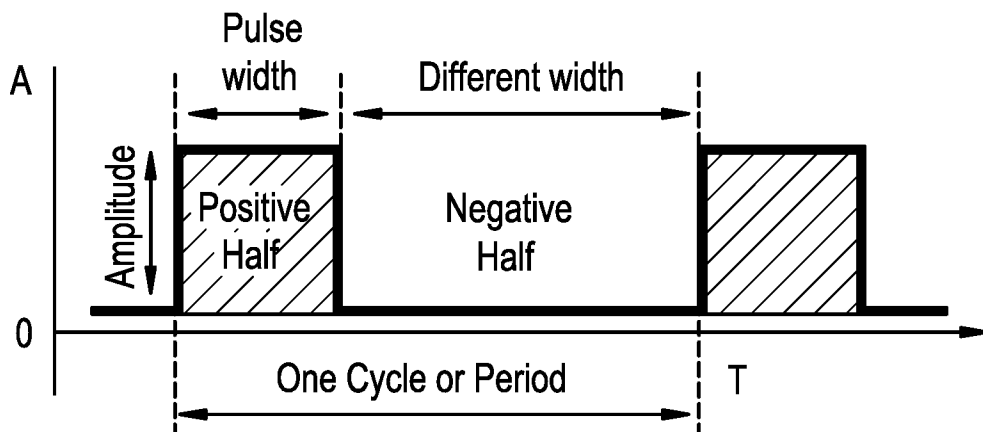 Pulse
width
A
Different width
Amplitude
Positive
Half
Negative
Half
0
One Cycle or Period
T